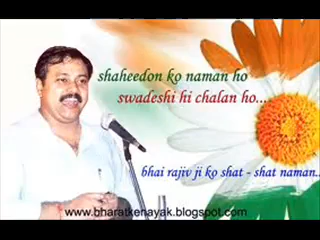 shaheedon ko naman ho
swadeshi hi chalan ho...
bhai rajiv ji ko shat - shat naman..
www.bharatkenayak.blogspot.com